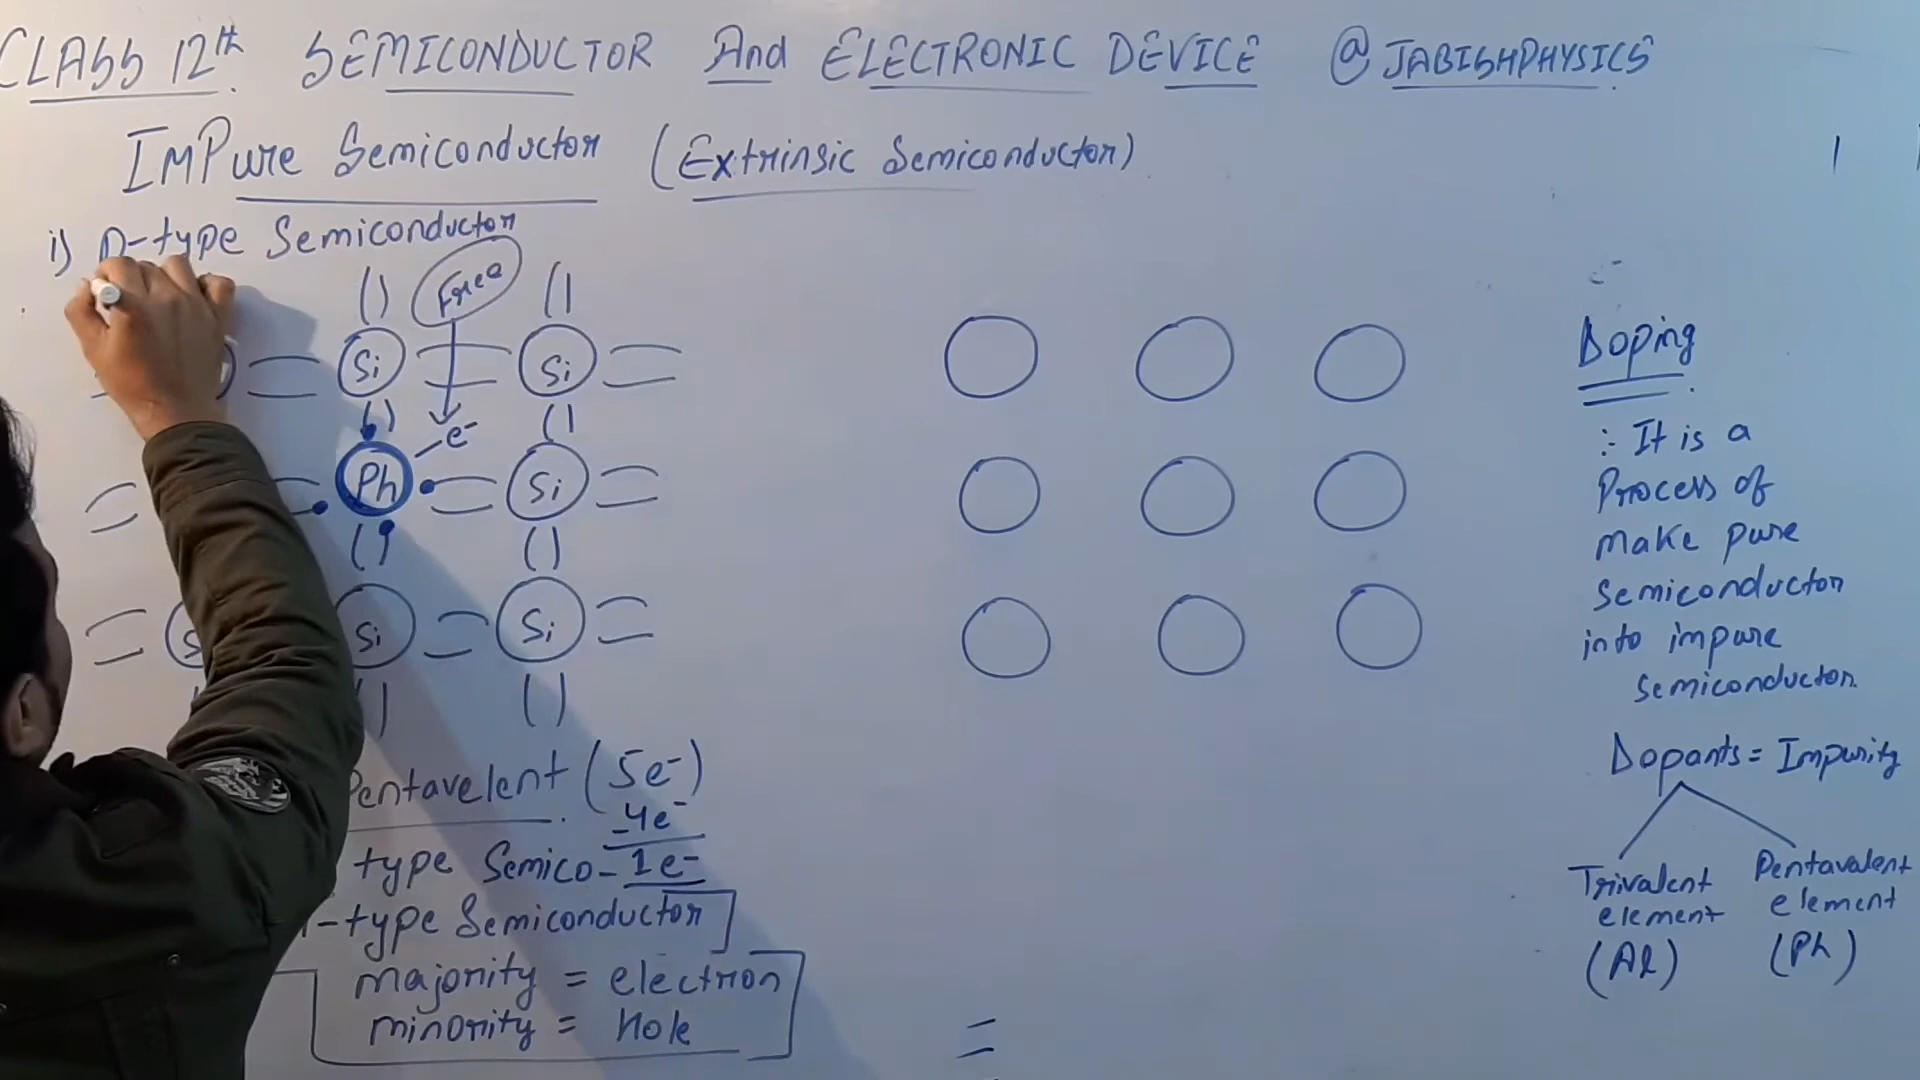 CLASS 12th SEMICONDUCTOR And ELECTRONIC DEVICE @JABISHPHYSICS
ImPure Semiconductor (Extrinsic Semiconductor)
i) n-type Semiconductor
Free
Si Si
e-
Ph Si
Si Si
Pentavelent (5e-)
-4e-
type Semico- 1e-
-type Semiconductor
majority = electron
minority = hole
=
Doping
: It is a
Process of
make pure
Semiconductor
into impure
Semiconductor.
Dopants = Impurity
Trivalent element (Al)
Pentavalent element (Ph)